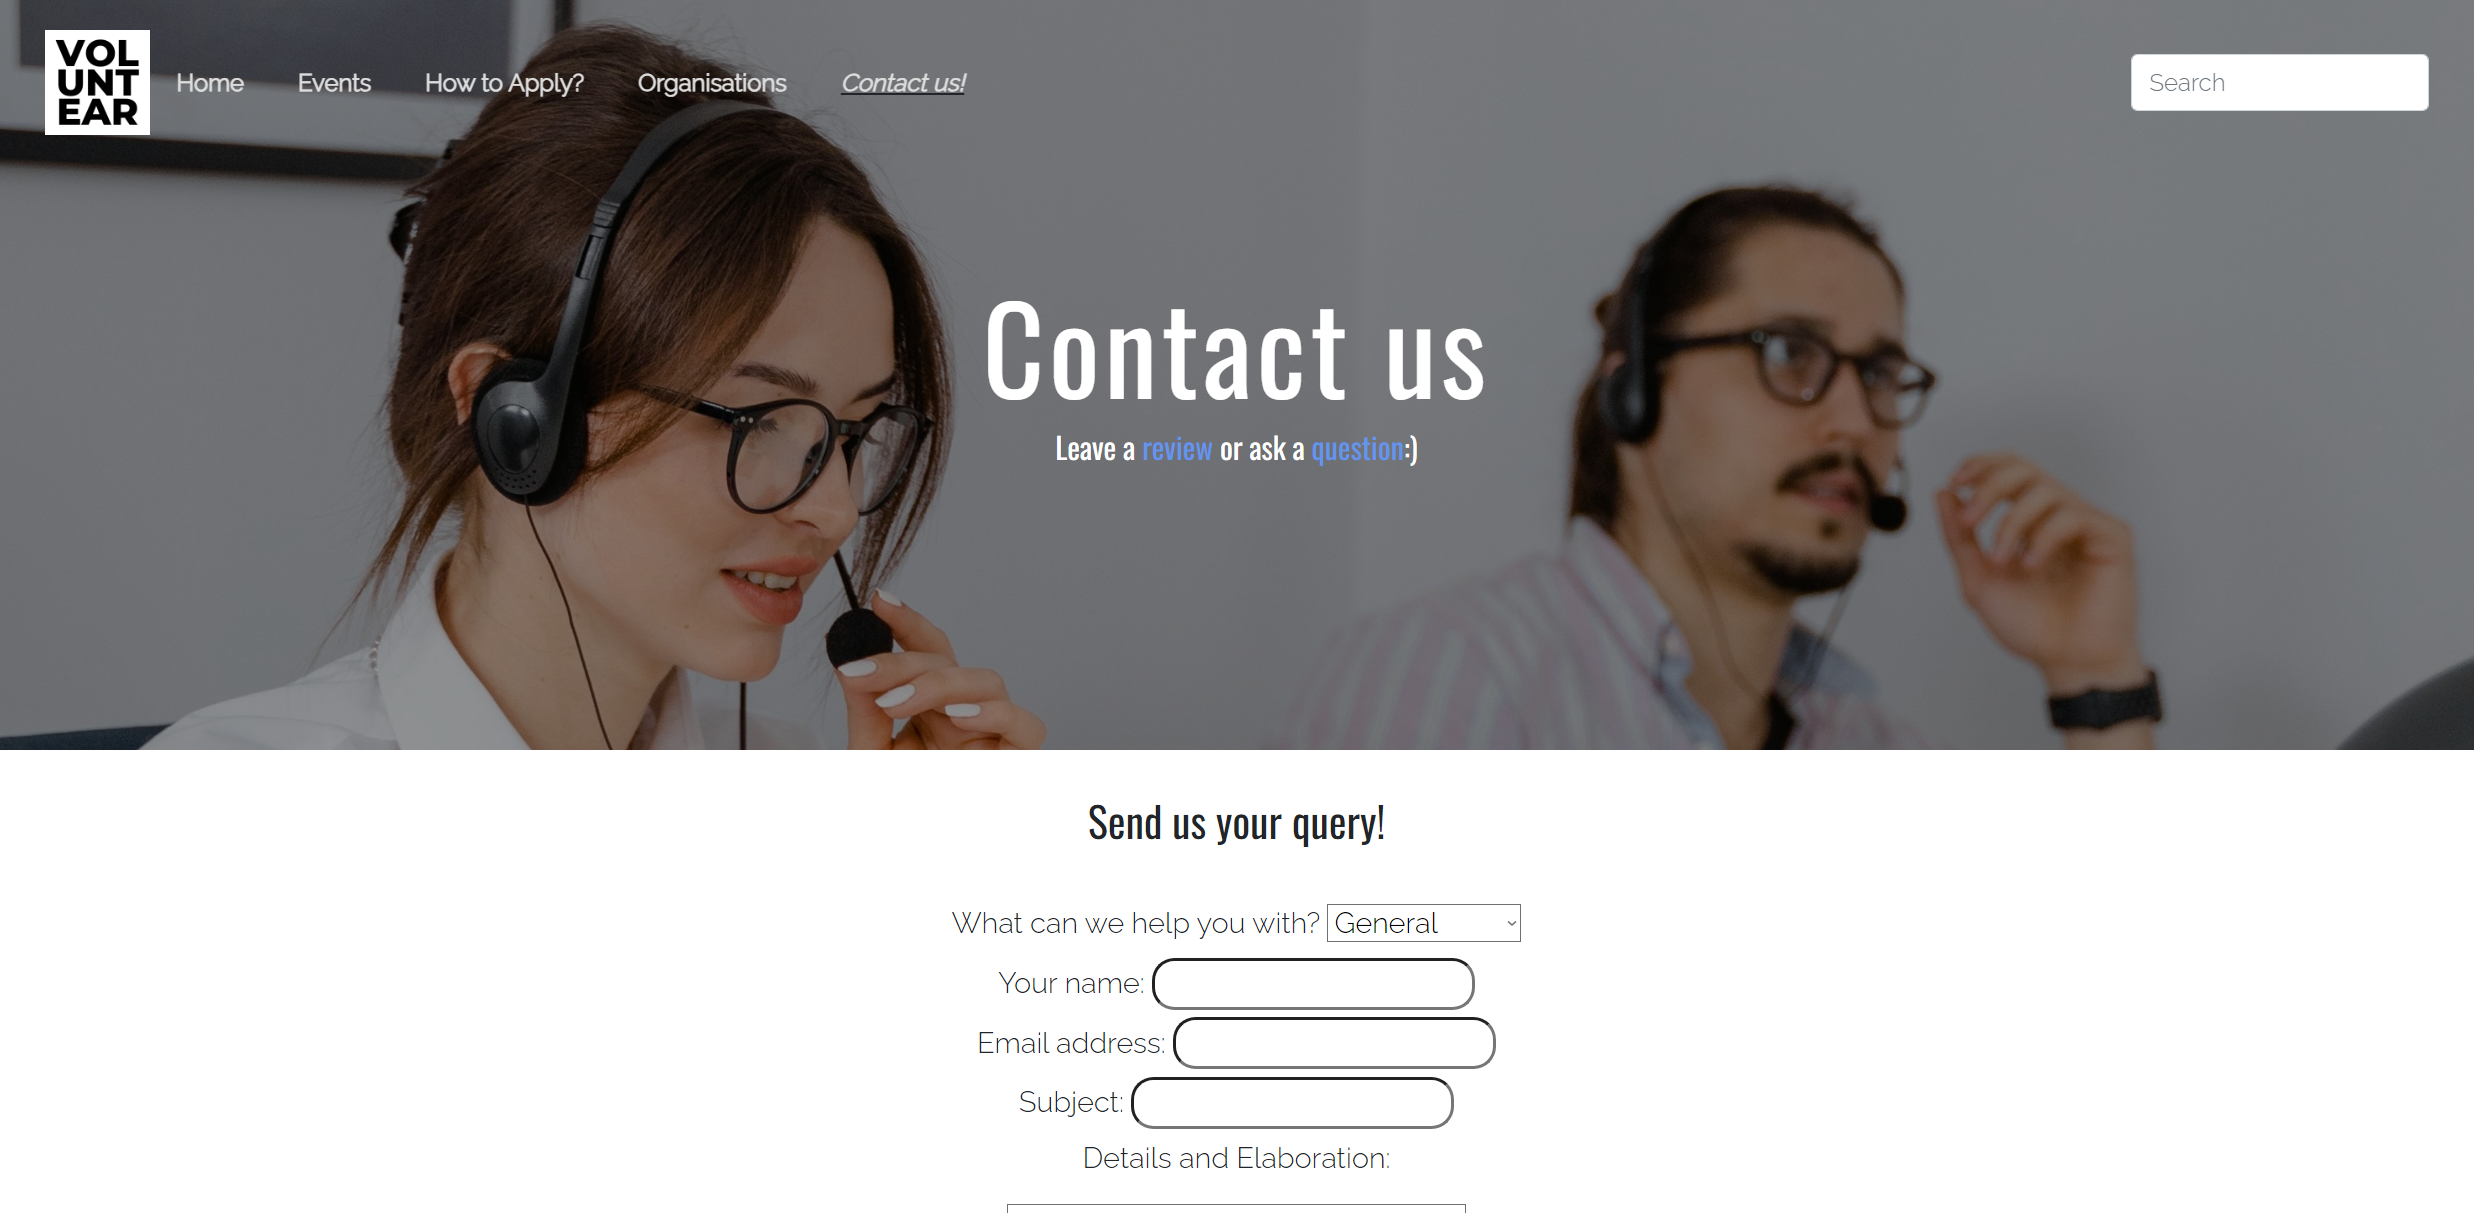 VOL
UNT
EAR
Home Events How to Apply? Organisations Contact us! Search
Contact us
Leave a review or ask a question:)
Send us your query!
What can we help you with? General
Your name:
Email address:
Subject:
Details and Elaboration: